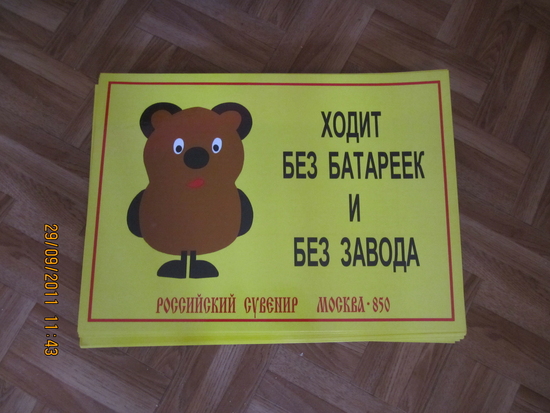 ХОДИТ
БЕЗ БАТАРЕЕК
И
БЕЗ ЗАВОДА
РОССИЙСКИЙ СУВЕНИР МОСКВА·850
29/09/2011 11:43